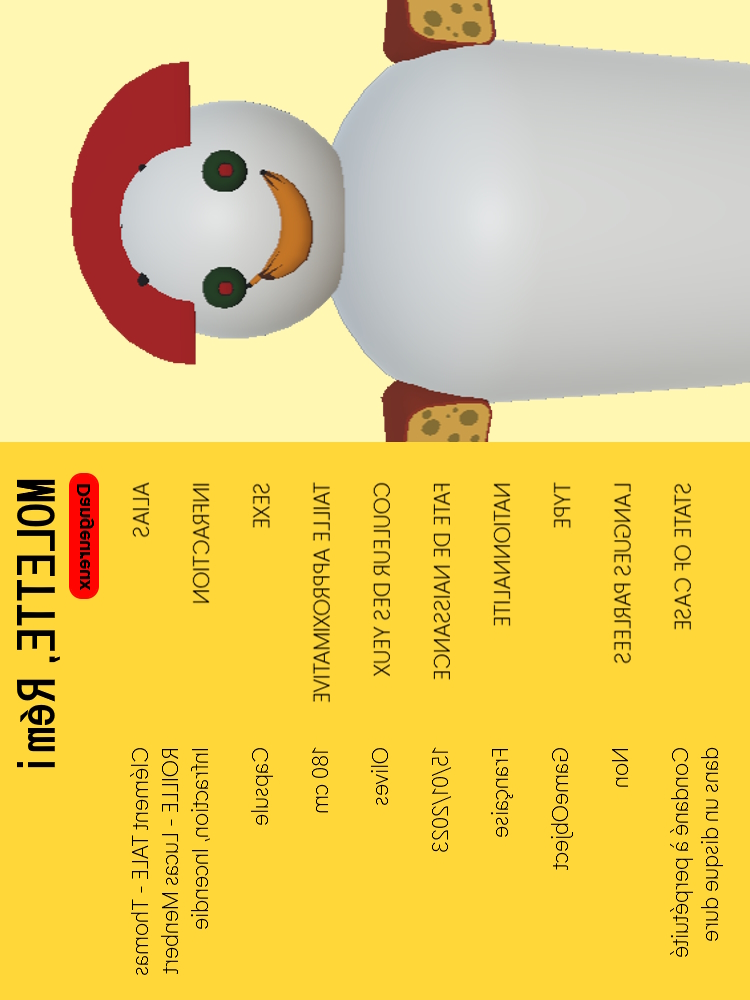 MOLETTE, Rémi
Dangereux
ALIAS
Clément TALE - Thomas
ROILLE - Lucas Menbert
INFRACTION
Infraction, Incendie
SEXE
Capsule
TAILLE APPROXIMATIVE
180 cm
COULEUR DES YEUX
Olives
DATE DE NAISSANCE
15/01/2023
NATIONNALITE
Française
TYPE
GameObject
LANGUES PARLEES
Non
STATE OF CASE
Condamné à perpétuité
dans un disque dure
!